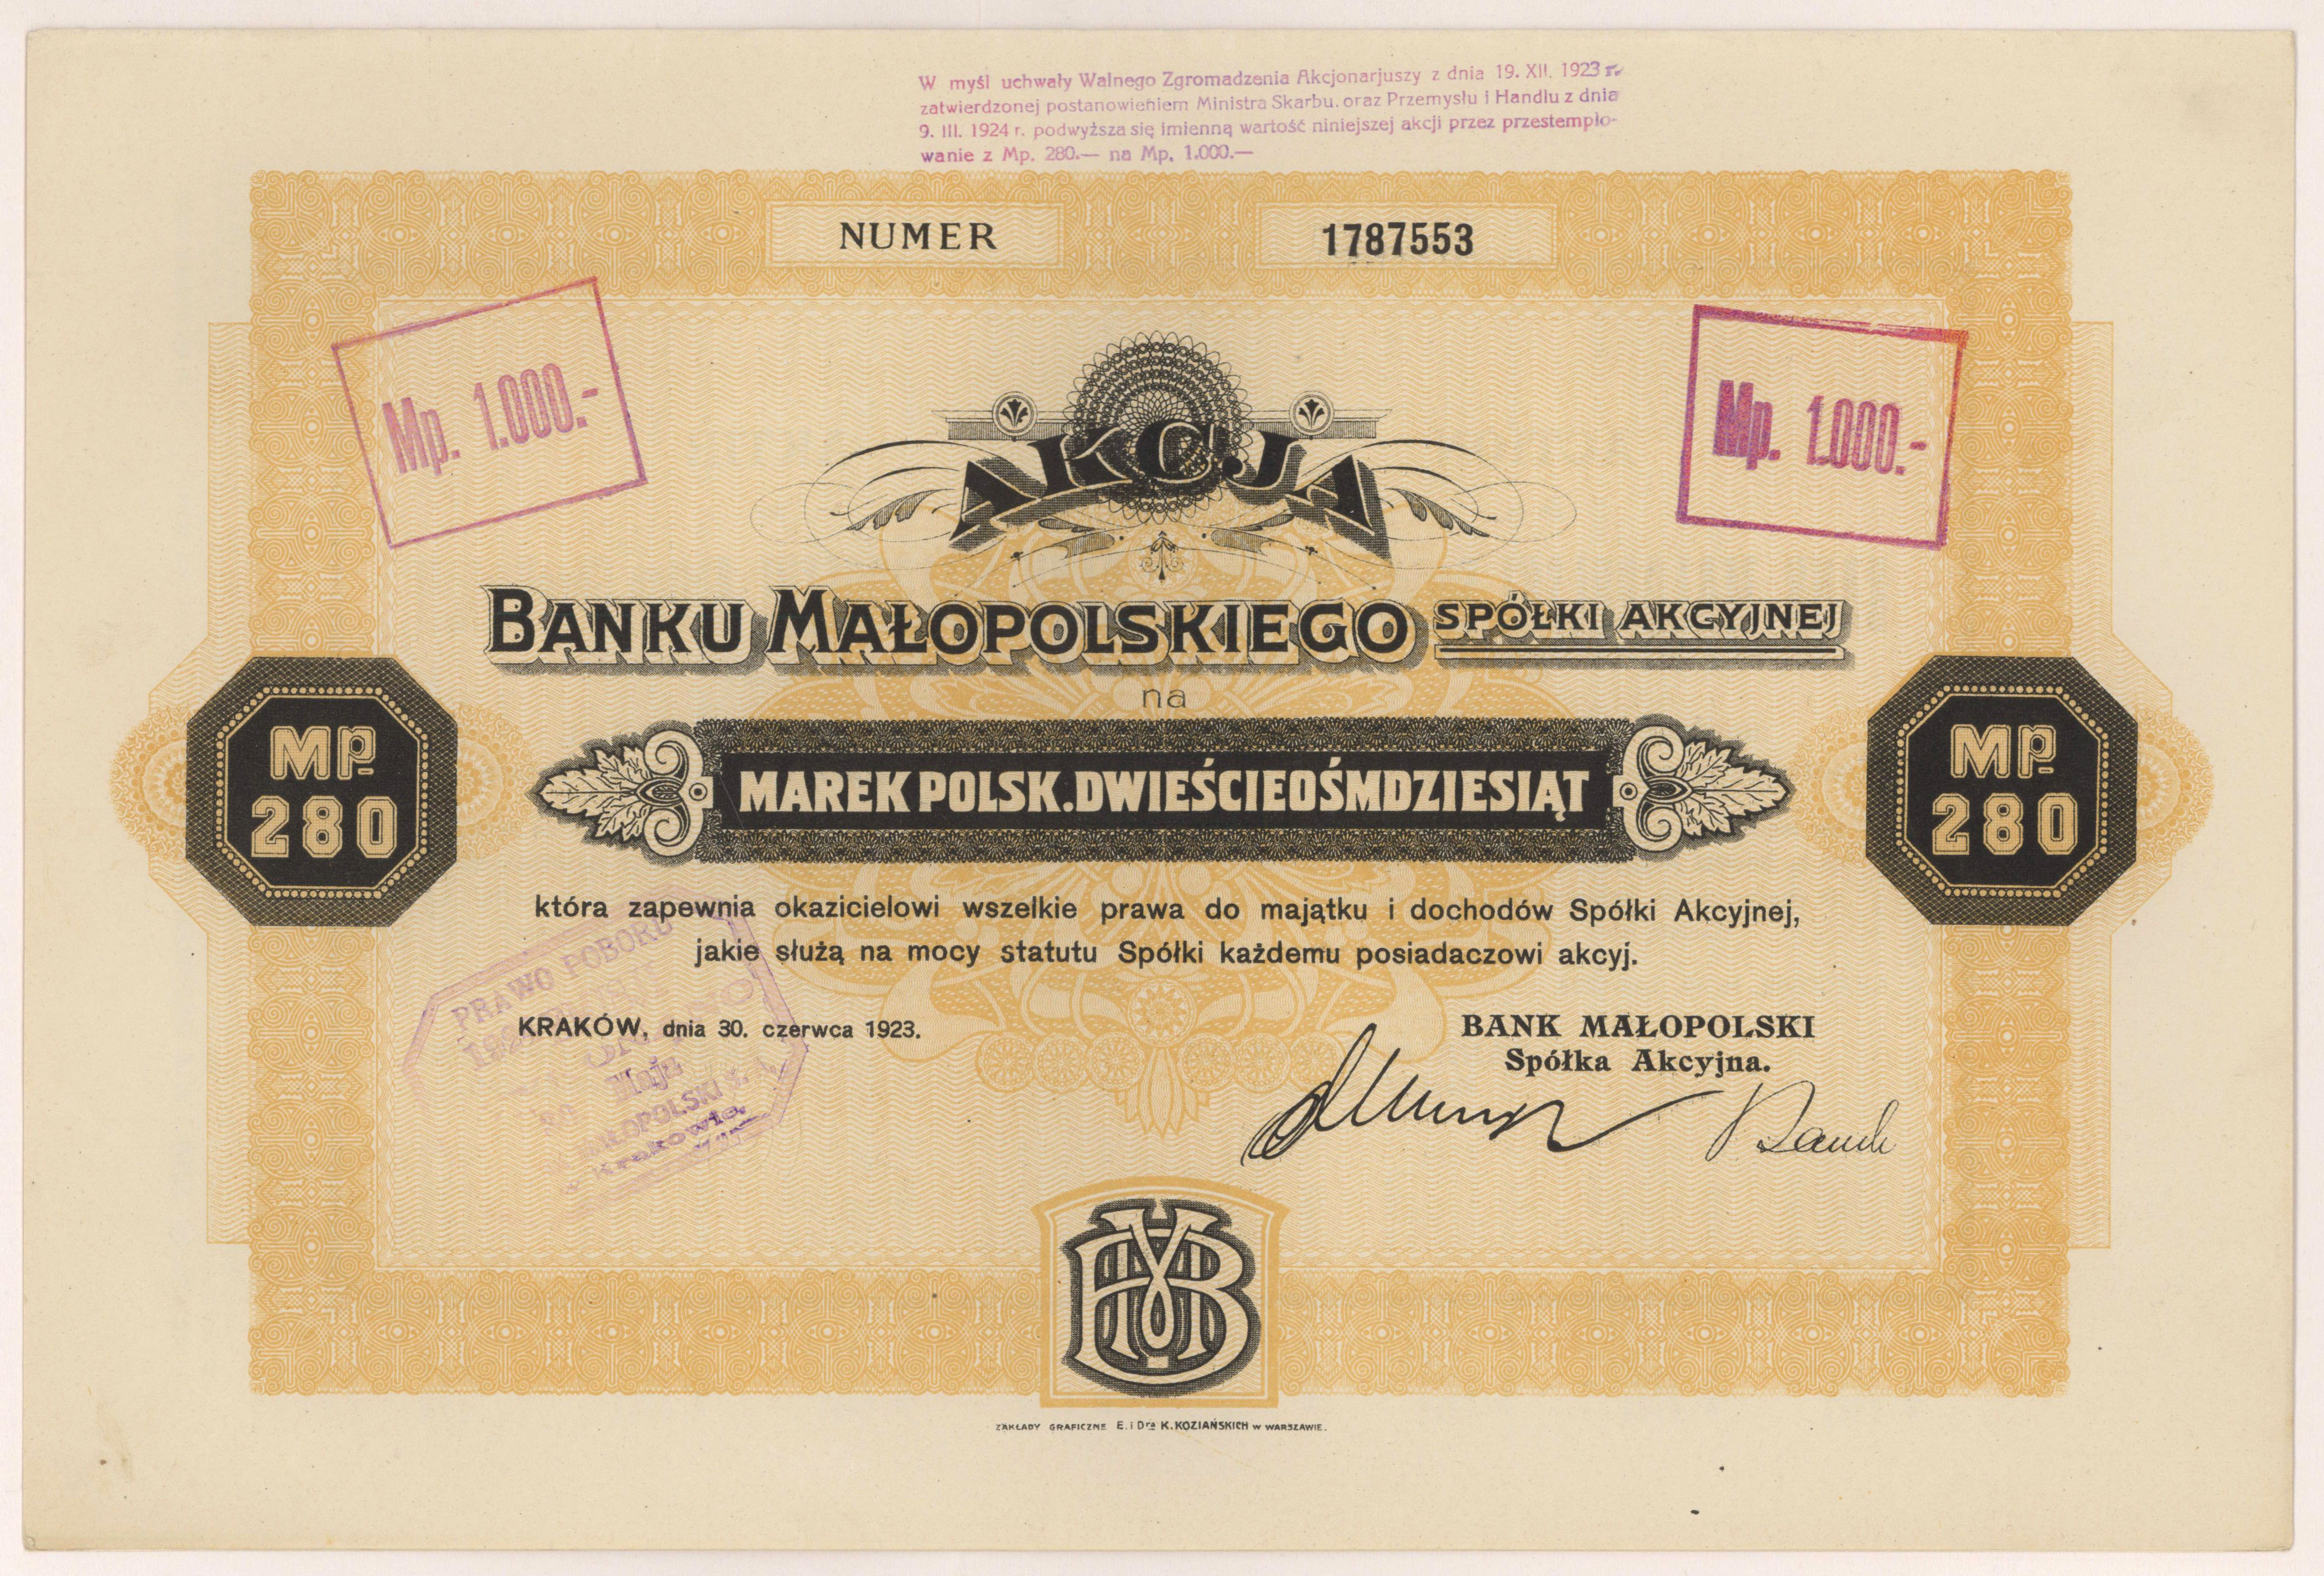 W myśl uchwały Walnego Zgromadzenia Akcjonarjuszy z dnia 19. XII. 1923 r.
zatwierdzonej postanowieniem Ministra Skarbu. oraz Przemysłu i Handlu z dnia
9. III. 1924 r. podwyższa się imienną wartość niniejszej akcji przez przestemplo-
wanie z Mp. 280.— na Mp. 1.000.—
NUMER 1787553
Mp. 1.000.-
Mp. 1.000.-
AKCJA
BANKU MAŁOPOLSKIEGO SPÓŁKI AKCYJNEJ
na
MP. 280
MAREK POLSK. DWIEŚCIEOŚMDZIESIĄT
MP. 280
która zapewnia okazicielowi wszelkie prawa do majątku i dochodów Spółki Akcyjnej,
jakie służą na mocy statutu Spółki każdemu posiadaczowi akcyj.
PRAWO POBORU
Maja
MAŁOPOLSKI S. A.
Krakowie
KRAKÓW, dnia 30. czerwca 1923.
BANK MAŁOPOLSKI
Spółka Akcyjna.
ZAKŁADY GRAFICZNE E. i Dra K. KOZIAŃSKICH W WARSZAWIE.